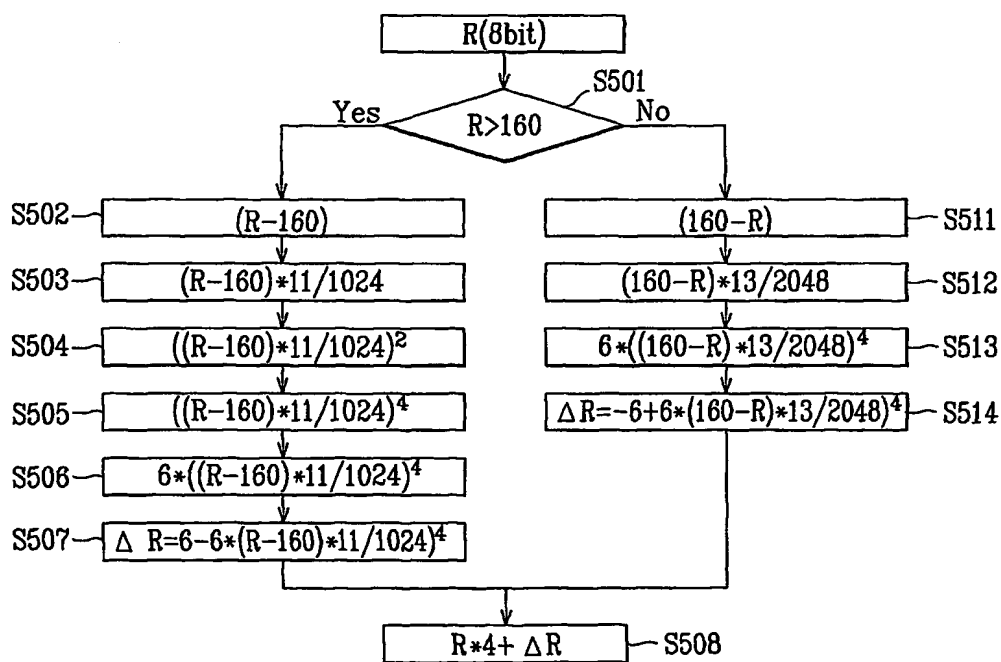 R(8bit)
S501
R>160
Yes
No
S502
(R-160)
S503
(R-160)*11/1024
S504
((R-160)*11/1024)²
S505
((R-160)*11/1024)⁴
S506
6*((R-160)*11/1024)⁴
S507
Δ R=6-6*(R-160)*11/1024)⁴
(160-R)
S511
(160-R)*13/2048
S512
6*((160-R)*13/2048)⁴
S513
ΔR=-6+6*(160-R)*13/2048)⁴
S514
R*4+ ΔR
S508